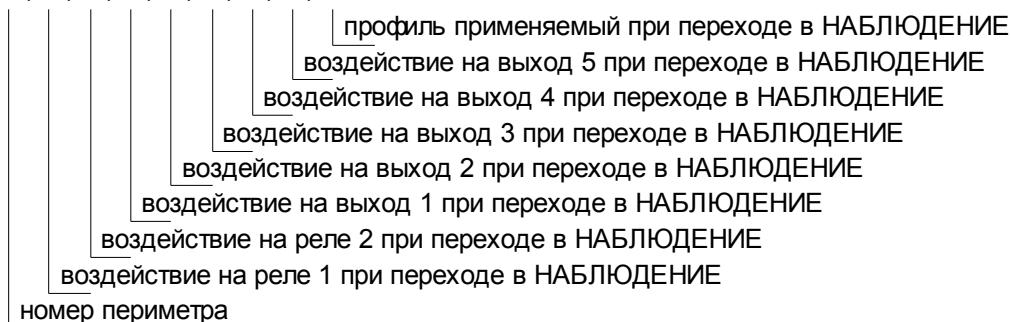 профиль применяемый при переходе в НАБЛЮДЕНИЕ
воздействие на выход 5 при переходе в НАБЛЮДЕНИЕ
воздействие на выход 4 при переходе в НАБЛЮДЕНИЕ
воздействие на выход 3 при переходе в НАБЛЮДЕНИЕ
воздействие на выход 2 при переходе в НАБЛЮДЕНИЕ
воздействие на выход 1 при переходе в НАБЛЮДЕНИЕ
воздействие на реле 2 при переходе в НАБЛЮДЕНИЕ
воздействие на реле 1 при переходе в НАБЛЮДЕНИЕ
номер периметра